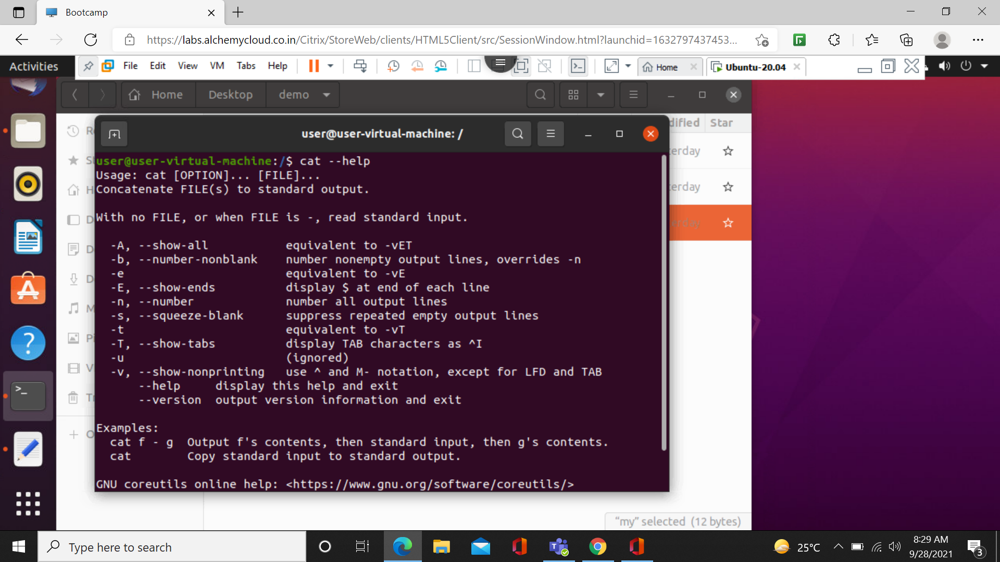 Bootcamp
https://labs.alchemycloud.co.in/Citrix/StoreWeb/clients/HTML5Client/src/SessionWindow.html?launchid=1632797437453...
Activities
File Edit View VM Tabs Help
Home
Ubuntu-20.04
Home Desktop demo
Star
user@user-virtual-machine: /
user@user-virtual-machine:/$ cat --help
Usage: cat [OPTION]... [FILE]...
Concatenate FILE(s) to standard output.
With no FILE, or when FILE is -, read standard input.
-A, --show-all equivalent to -vET
-b, --number-nonblank number nonempty output lines, overrides -n
-e equivalent to -vE
-E, --show-ends display $ at end of each line
-n, --number number all output lines
-s, --squeeze-blank suppress repeated empty output lines
-t equivalent to -vT
-T, --show-tabs display TAB characters as ^I
-u (ignored)
-v, --show-nonprinting use ^ and M- notation, except for LFD and TAB
--help display this help and exit
--version output version information and exit
Examples:
cat f - g Output f's contents, then standard input, then g's contents.
cat Copy standard input to standard output.
GNU coreutils online help: <https://www.gnu.org/software/coreutils/>
“my” selected (12 bytes)
Type here to search
25°C
8:29 AM
9/28/2021
3